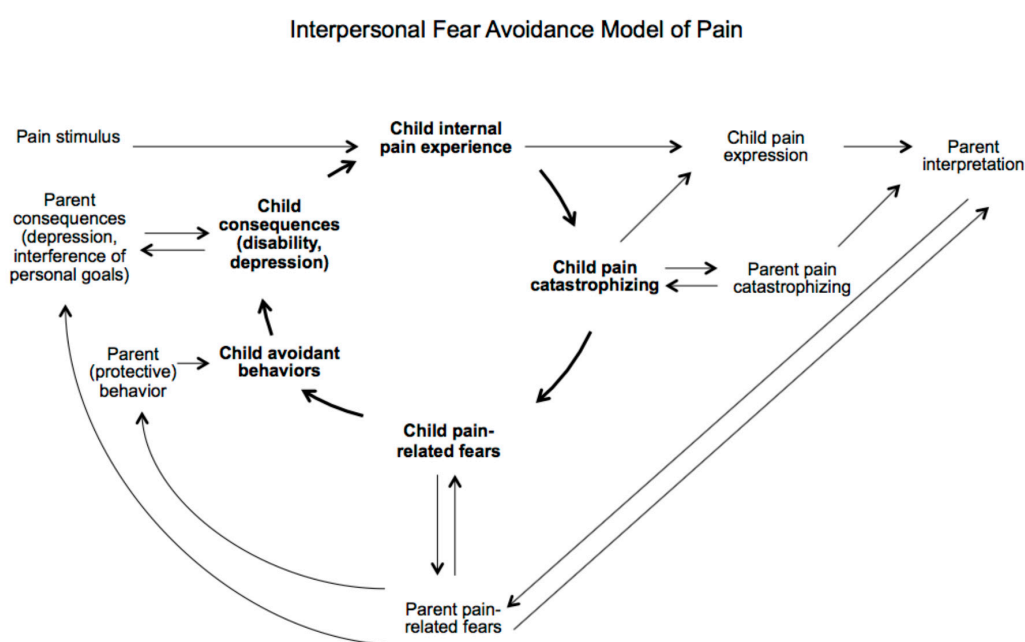 Interpersonal Fear Avoidance Model of Pain
Pain stimulus
Child internal
pain experience
Child pain
expression
Parent
interpretation
Parent
consequences
(depression,
interference of
personal goals)
Child
consequences
(disability,
depression)
Child pain
catastrophizing
Parent pain
catastrophizing
Parent
(protective)
behavior
Child avoidant
behaviors
Child pain-
related fears
Parent pain-
related fears